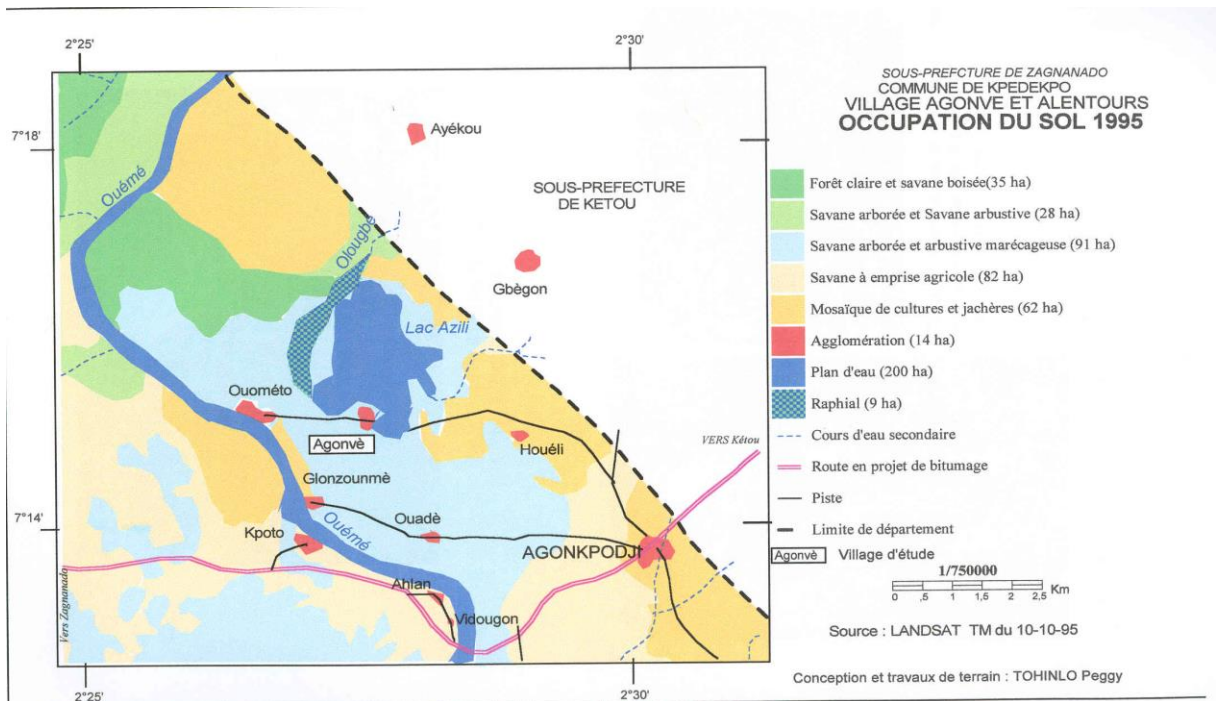 2°25'
2°30'
7°18'
7°14'
2°25'
2°30'
Ouémé
Ayékou
SOUS-PREFECTURE
DE KETOU
Olougbe
Gbègon
Lac Azili
Ouométo
Agonvè
Houéli
VERS Kétou
Glonzounmè
Ouémé
Ouadè
Kpoto
AGONKPODJI
Ahlan
Vidougon
Vers Zagnanado
SOUS-PREFCTURE DE ZAGNANADO
COMMUNE DE KPEDEKPO
VILLAGE AGONVE ET ALENTOURS
OCCUPATION DU SOL 1995
Forêt claire et savane boisée(35 ha)
Savane arborée et Savane arbustive (28 ha)
Savane arborée et arbustive marécageuse (91 ha)
Savane à emprise agricole (82 ha)
Mosaïque de cultures et jachères (62 ha)
Agglomération (14 ha)
Plan d'eau (200 ha)
Raphial (9 ha)
Cours d'eau secondaire
Route en projet de bitumage
Piste
Limite de département
Agonvè Village d'étude
1/750000
0 ,5 1 ,5 2 2,5 Km
Source : LANDSAT TM du 10-10-95
Conception et travaux de terrain : TOHINLO Peggy